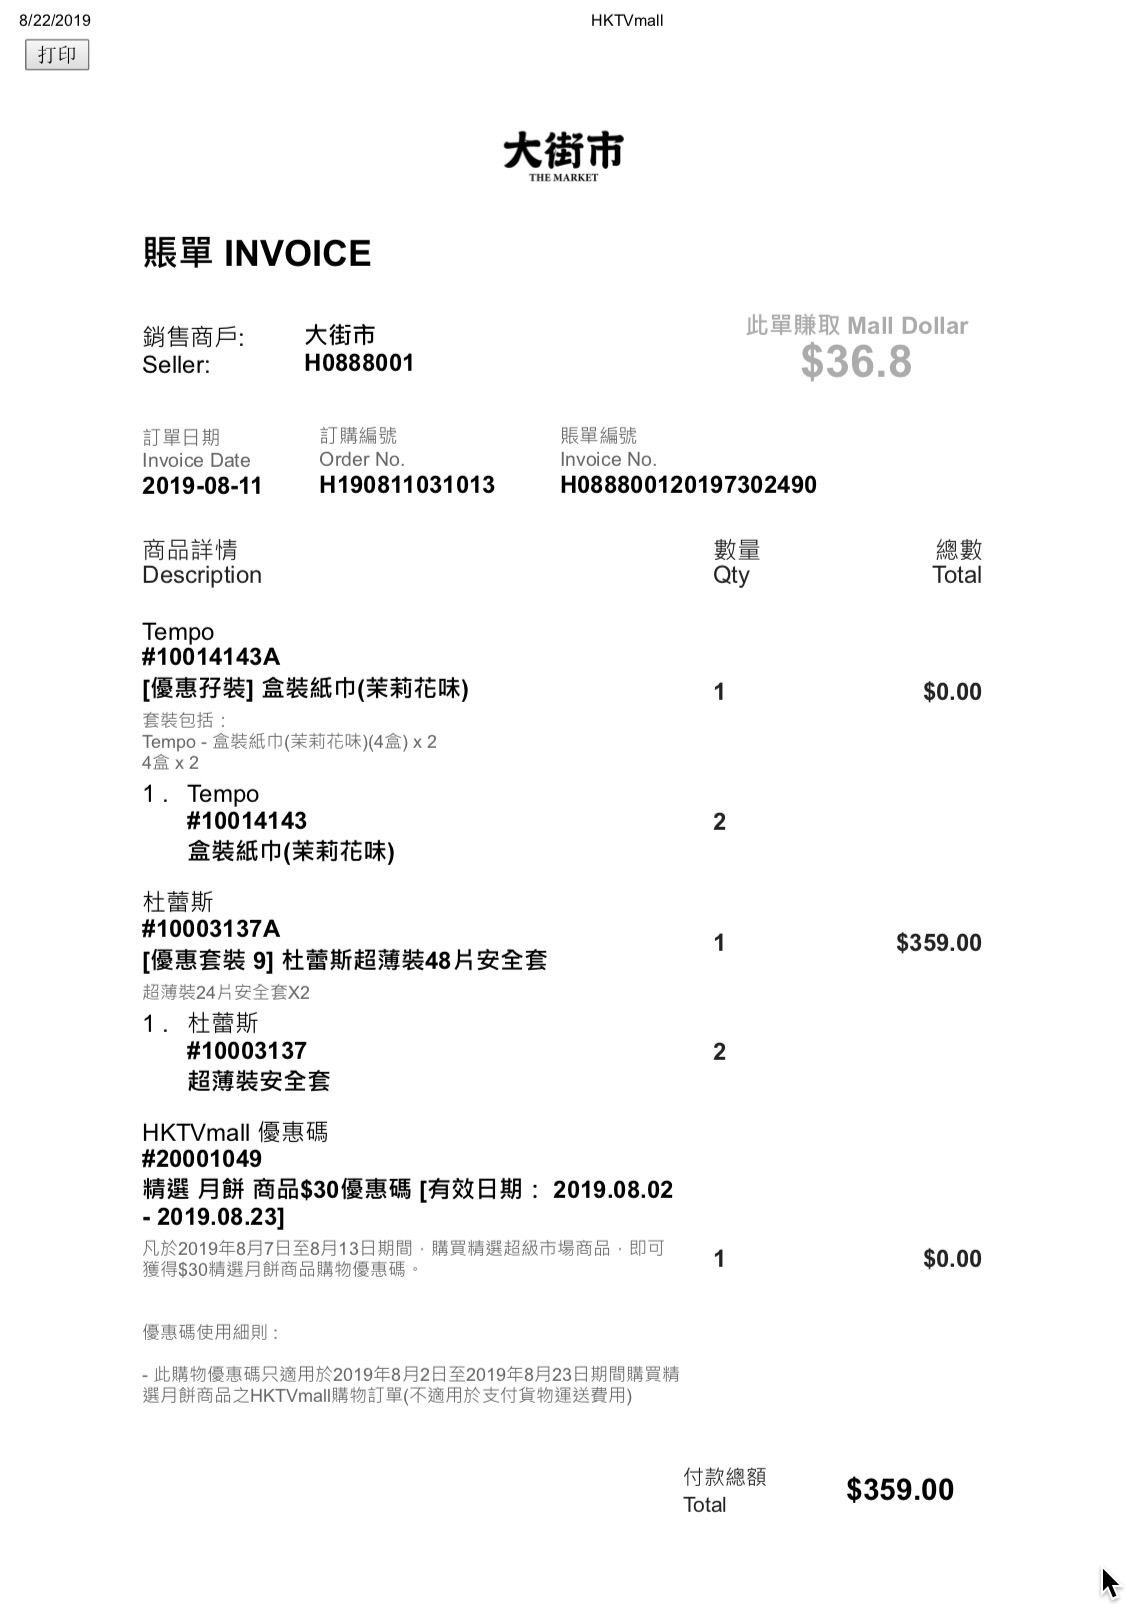 8/22/2019
HKTVmall
打印
大街市
THE MARKET
賬單 INVOICE
銷售商戶: 大街市
Seller: H0888001
此單賺取 Mall Dollar
$36.8
訂單日期 訂購編號 賬單編號
Invoice Date Order No. Invoice No.
2019-08-11 H190811031013 H088800120197302490
商品詳情 數量 總數
Description Qty Total
Tempo
#10014143A
[優惠孖裝] 盒裝紙巾(茉莉花味) 1 $0.00
套裝包括：
Tempo - 盒裝紙巾(茉莉花味)(4盒) x 2
4盒 x 2
1. Tempo
#10014143 2
盒裝紙巾(茉莉花味)
杜蕾斯
#10003137A
1 $359.00
[優惠套裝 9] 杜蕾斯超薄裝48片安全套
超薄裝24片安全套X2
1. 杜蕾斯
#10003137 2
超薄裝安全套
HKTVmall 優惠碼
#20001049
精選 月餅 商品$30優惠碼 [有效日期： 2019.08.02
- 2019.08.23]
凡於2019年8月7日至8月13日期間，購買精選超級市場商品，即可
1 $0.00
獲得$30精選月餅商品購物優惠碼。
優惠碼使用細則：
- 此購物優惠碼只適用於2019年8月2日至2019年8月23日期間購買精
選月餅商品之HKTVmall購物訂單(不適用於支付貨物運送費用)
付款總額
Total $359.00